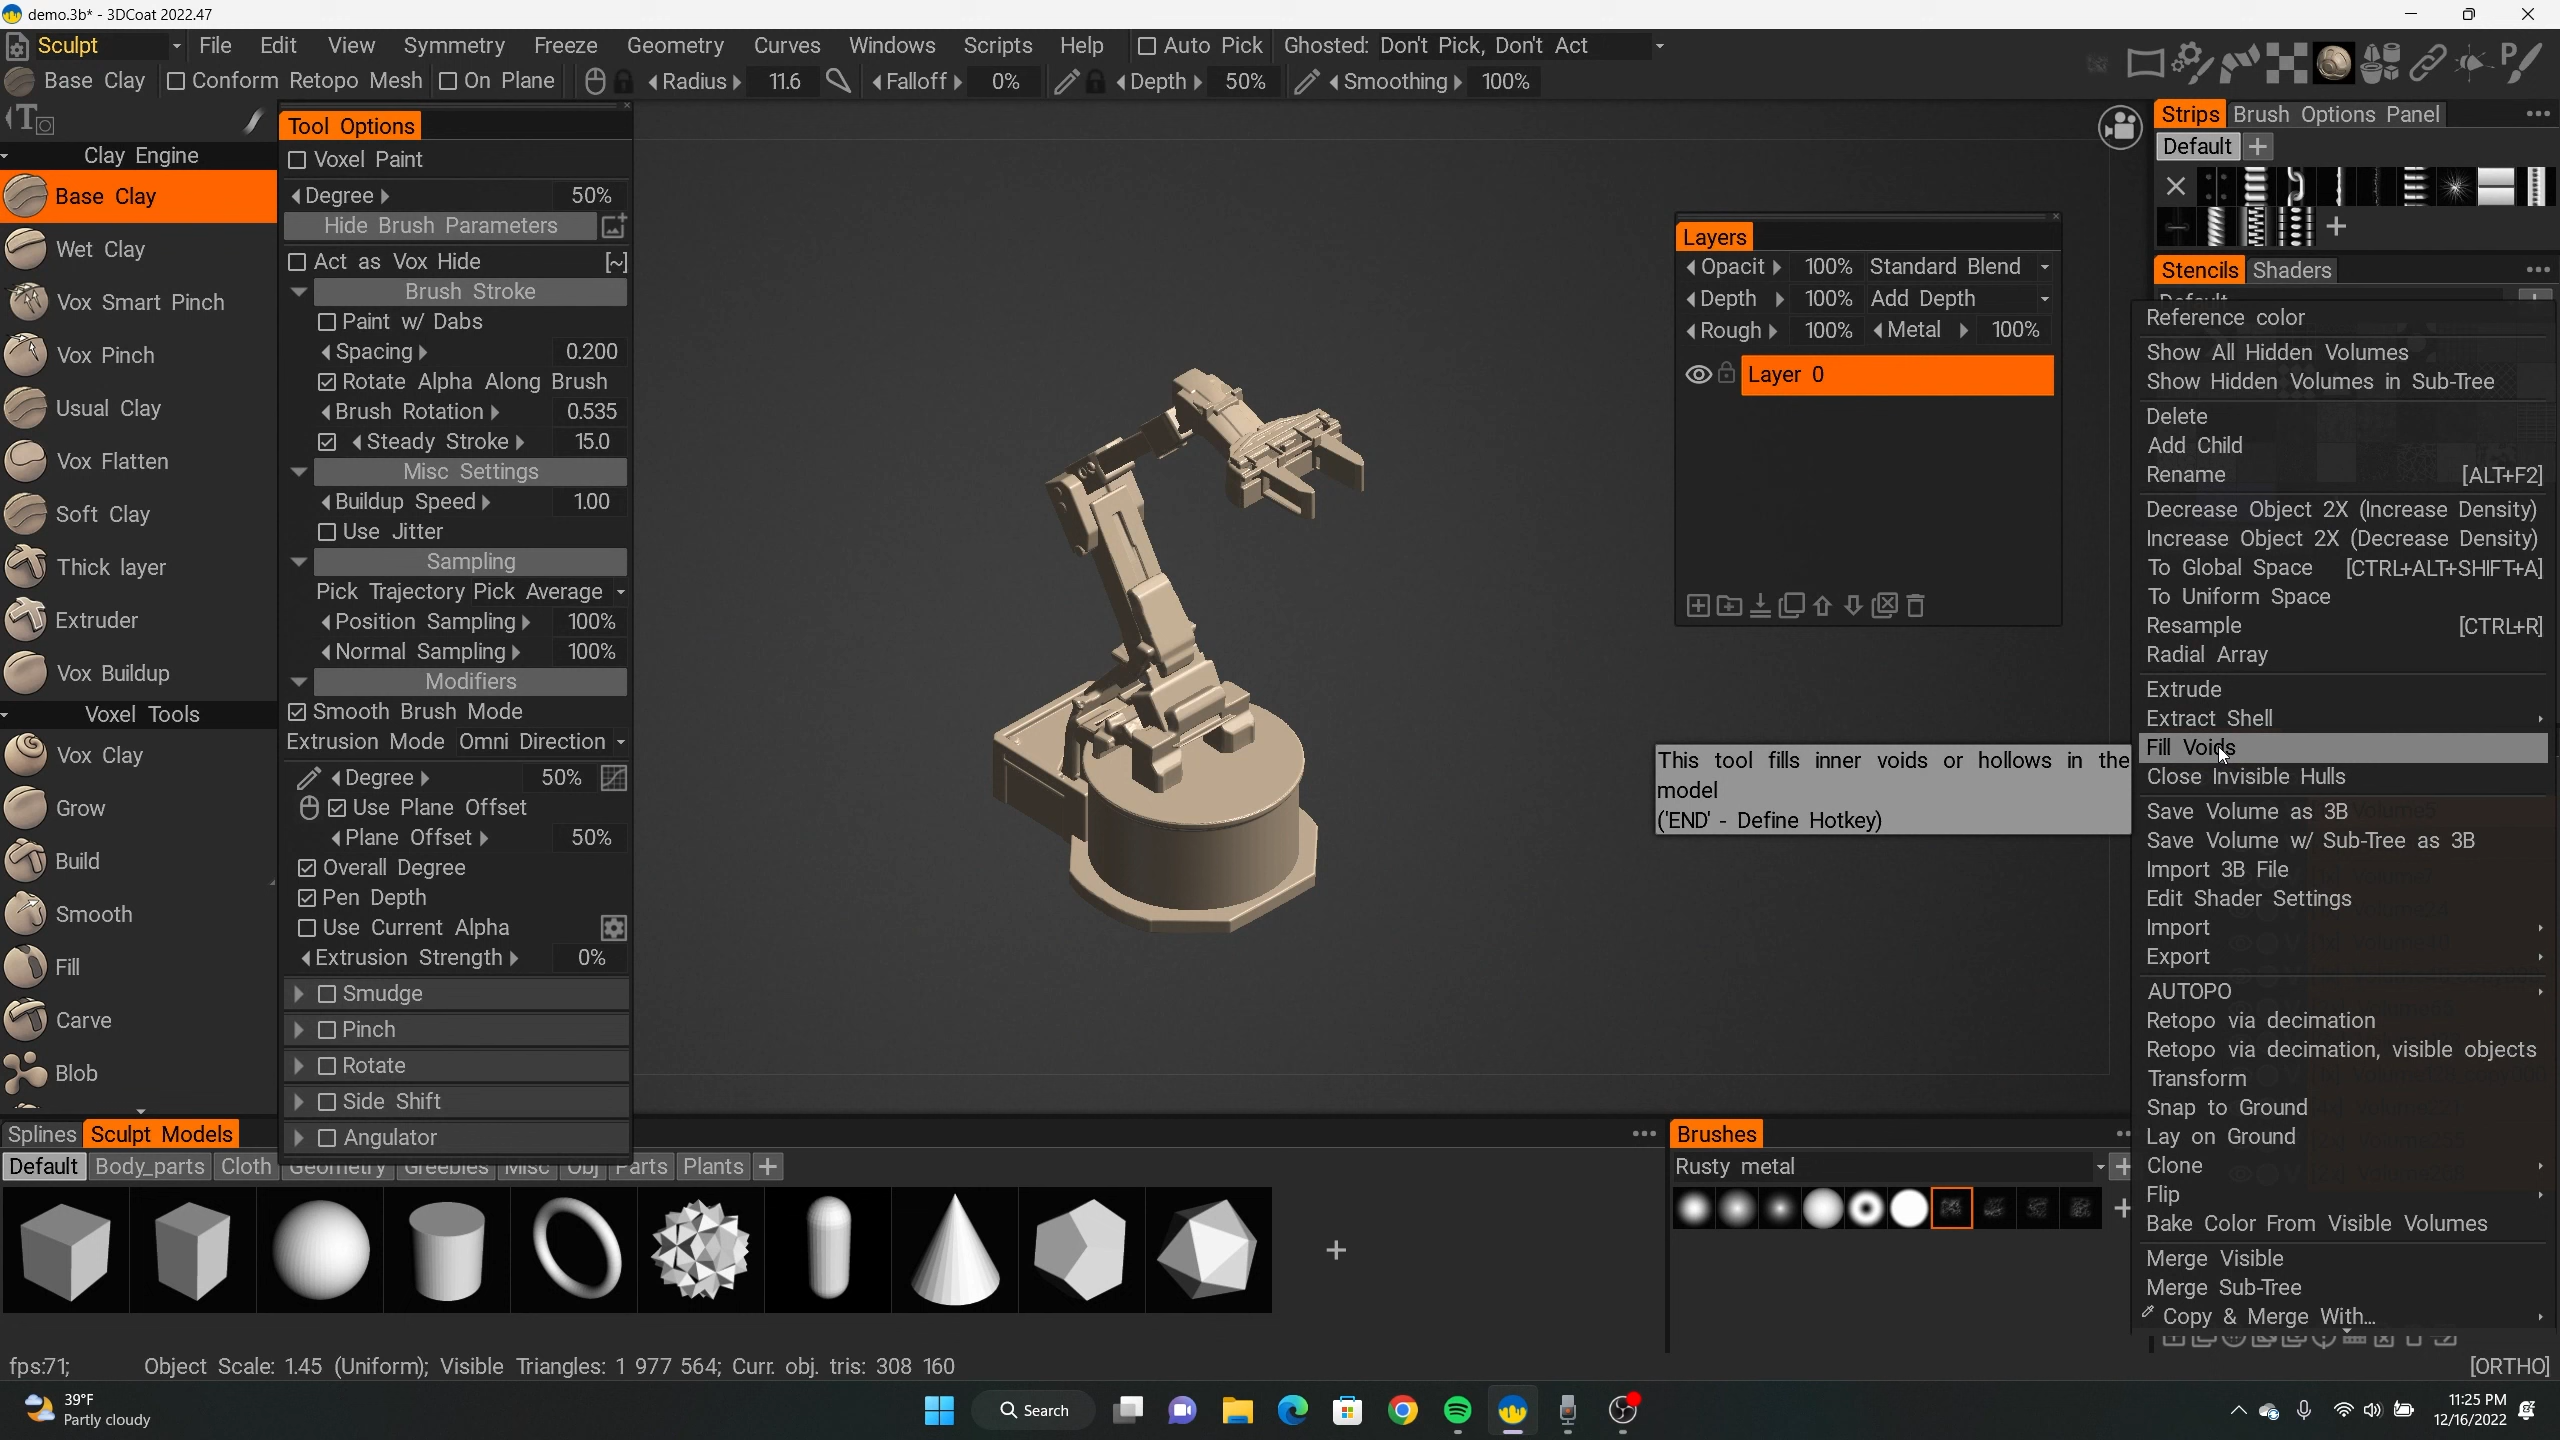 demo.3b* - 3DCoat 2022.47
Sculpt File Edit View Symmetry Freeze Geometry Curves Windows Scripts Help Auto Pick Ghosted: Don't Pick, Don't Act
Base Clay Conform Retopo Mesh On Plane Radius 11.6 Falloff 0% Depth 50% Smoothing 100%
Clay Engine
Base Clay
Wet Clay
Vox Smart Pinch
Vox Pinch
Usual Clay
Vox Flatten
Soft Clay
Thick layer
Extruder
Vox Buildup
Voxel Tools
Vox Clay
Grow
Build
Smooth
Fill
Carve
Blob
Tool Options
Voxel Paint
Degree 50%
Hide Brush Parameters
Act as Vox Hide [~]
Brush Stroke
Paint w/ Dabs
Spacing 0.200
Rotate Alpha Along Brush
Brush Rotation 0.535
Steady Stroke 15.0
Misc Settings
Buildup Speed 1.00
Use Jitter
Sampling
Pick Trajectory Pick Average
Position Sampling 100%
Normal Sampling 100%
Modifiers
Smooth Brush Mode
Extrusion Mode Omni Direction
Degree 50%
Use Plane Offset
Plane Offset 50%
Overall Degree
Pen Depth
Use Current Alpha
Extrusion Strength 0%
Smudge
Pinch
Rotate
Side Shift
Angulator
Layers
Opacit 100% Standard Blend
Depth 100% Add Depth
Rough 100% Metal 100%
Layer 0
This tool fills inner voids or hollows in the
model
('END' - Define Hotkey)
Strips Brush Options Panel
Default
Stencils Shaders
Default
Reference color
Show All Hidden Volumes
Show Hidden Volumes in Sub-Tree
Delete
Add Child
Rename [ALT+F2]
Decrease Object 2X (Increase Density)
Increase Object 2X (Decrease Density)
To Global Space [CTRL+ALT+SHIFT+A]
To Uniform Space
Resample [CTRL+R]
Radial Array
Extrude
Extract Shell
Fill Voids
Close Invisible Hulls
Save Volume as 3B
Save Volume w/ Sub-Tree as 3B
Import 3B File
Edit Shader Settings
Import
Export
AUTOPO
Retopo via decimation
Retopo via decimation, visible objects
Transform
Snap to Ground
Lay on Ground
Clone
Flip
Bake Color From Visible Volumes
Merge Visible
Merge Sub-Tree
Copy & Merge With...
Splines Sculpt Models
Default Body_parts Cloth Geometry Greebles Misc Obj Parts Plants
Brushes
Rusty metal
fps:71; Object Scale: 1.45 (Uniform); Visible Triangles: 1 977 564; Curr. obj. tris: 308 160 [ORTHO]
39°F
Partly cloudy
Search
11:25 PM
12/16/2022